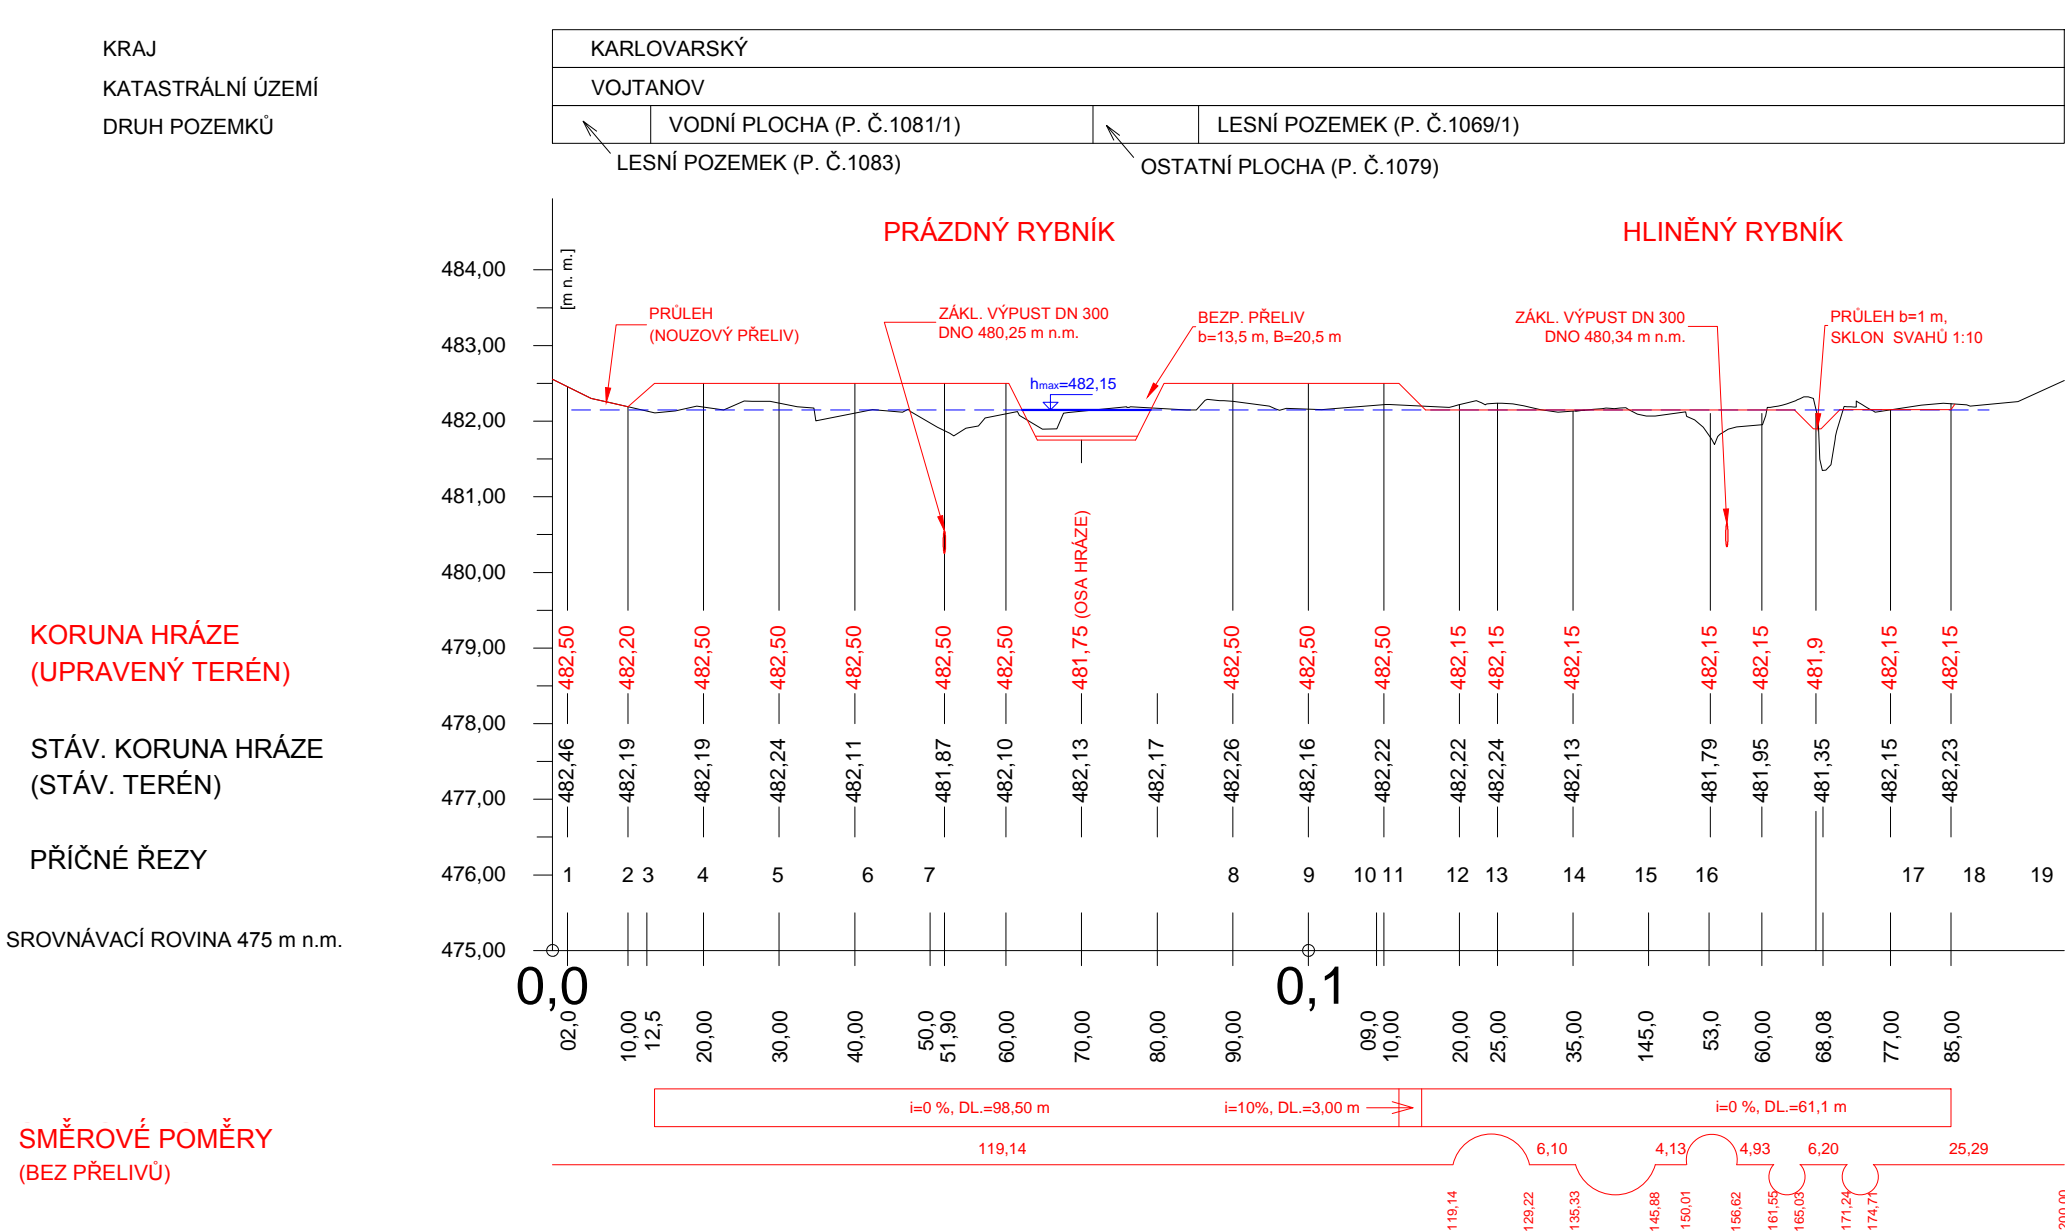 KRAJ
KARLOVARSKÝ
KATASTRÁLNÍ ÚZEMÍ
VOJTANOV
DRUH POZEMKŮ
VODNÍ PLOCHA (P. Č.1081/1)
LESNÍ POZEMEK (P. Č.1069/1)
LESNÍ POZEMEK (P. Č.1083)
OSTATNÍ PLOCHA (P. Č.1079)
PRÁZDNÝ RYBNÍK
HLINĚNÝ RYBNÍK
[m n. m.]
484,00
483,00
482,00
481,00
480,00
479,00
478,00
477,00
476,00
475,00
PRŮLEH
(NOUZOVÝ PŘELIV)
ZÁKL. VÝPUST DN 300
DNO 480,25 m n.m.
hmax=482,15
BEZP. PŘELIV
b=13,5 m, B=20,5 m
ZÁKL. VÝPUST DN 300
DNO 480,34 m n.m.
PRŮLEH b=1 m,
SKLON SVAHŮ 1:10
KORUNA HRÁZE
(UPRAVENÝ TERÉN)
482,50
482,20
482,50
482,50
482,50
482,50
482,50
481,75 (OSA HRÁZE)
482,50
482,50
482,50
482,15
482,15
482,15
482,15
482,15
481,9
482,15
482,15
STÁV. KORUNA HRÁZE
(STÁV. TERÉN)
482,46
482,19
482,19
482,24
482,11
481,87
482,10
482,13
482,17
482,26
482,16
482,22
482,22
482,24
482,13
481,79
481,95
481,35
482,15
482,23
PŘÍČNÉ ŘEZY
1 2 3 4 5 6 7 8 9 10 11 12 13 14 15 16 17 18 19
SROVNÁVACÍ ROVINA 475 m n.m.
0,0
0,1
02,0
10,00
12,5
20,00
30,00
40,00
50,0
51,90
60,00
70,00
80,00
90,00
09,0
10,00
20,00
25,00
35,00
145,0
53,0
60,00
68,08
77,00
85,00
i=0 %, DL.=98,50 m
i=10%, DL.=3,00 m
i=0 %, DL.=61,1 m
SMĚROVÉ POMĚRY
(BEZ PŘELIVŮ)
119,14
6,10
4,13
4,93
6,20
25,29
119,14
129,22
135,33
145,88
150,01
156,62
161,55
165,03
171,24
174,71
200,00